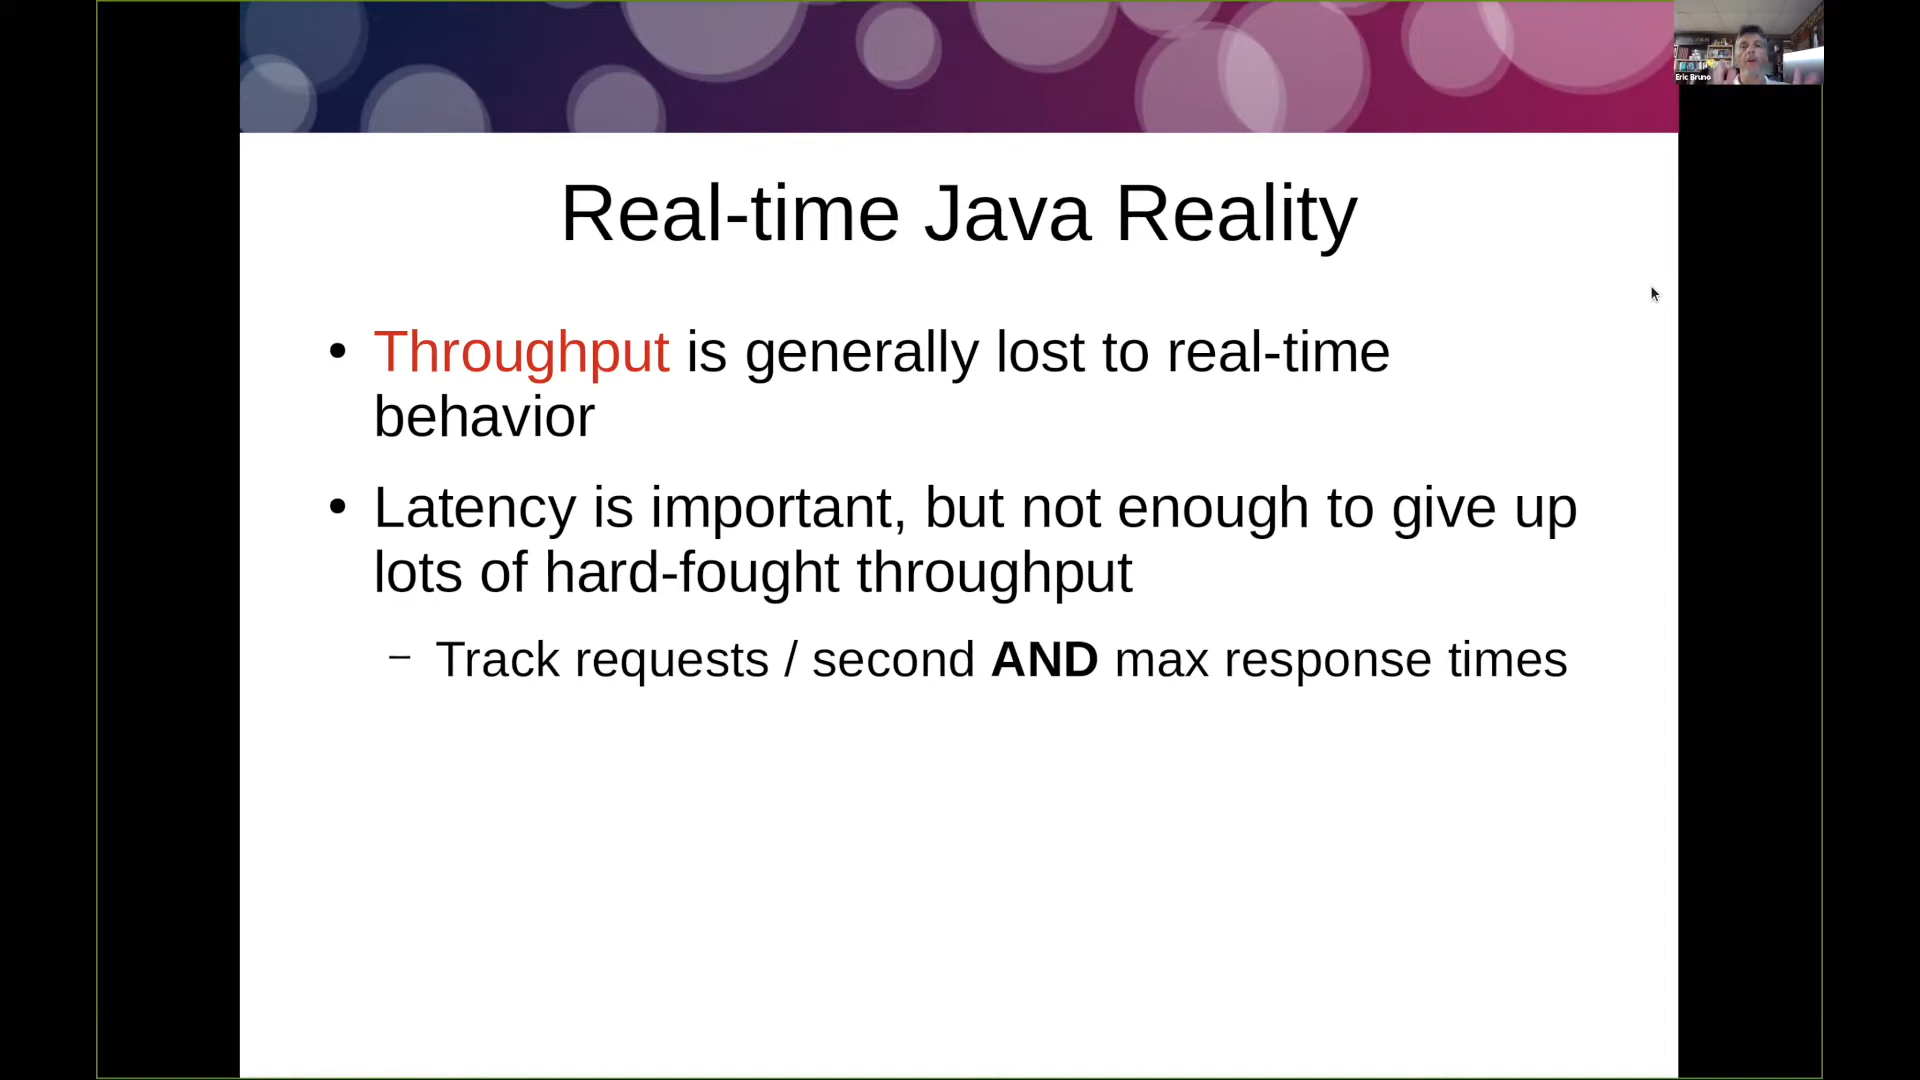 Eric Bruno
Real-time Java Reality
• Throughput is generally lost to real-time
behavior
• Latency is important, but not enough to give up
lots of hard-fought throughput
– Track requests / second AND max response times